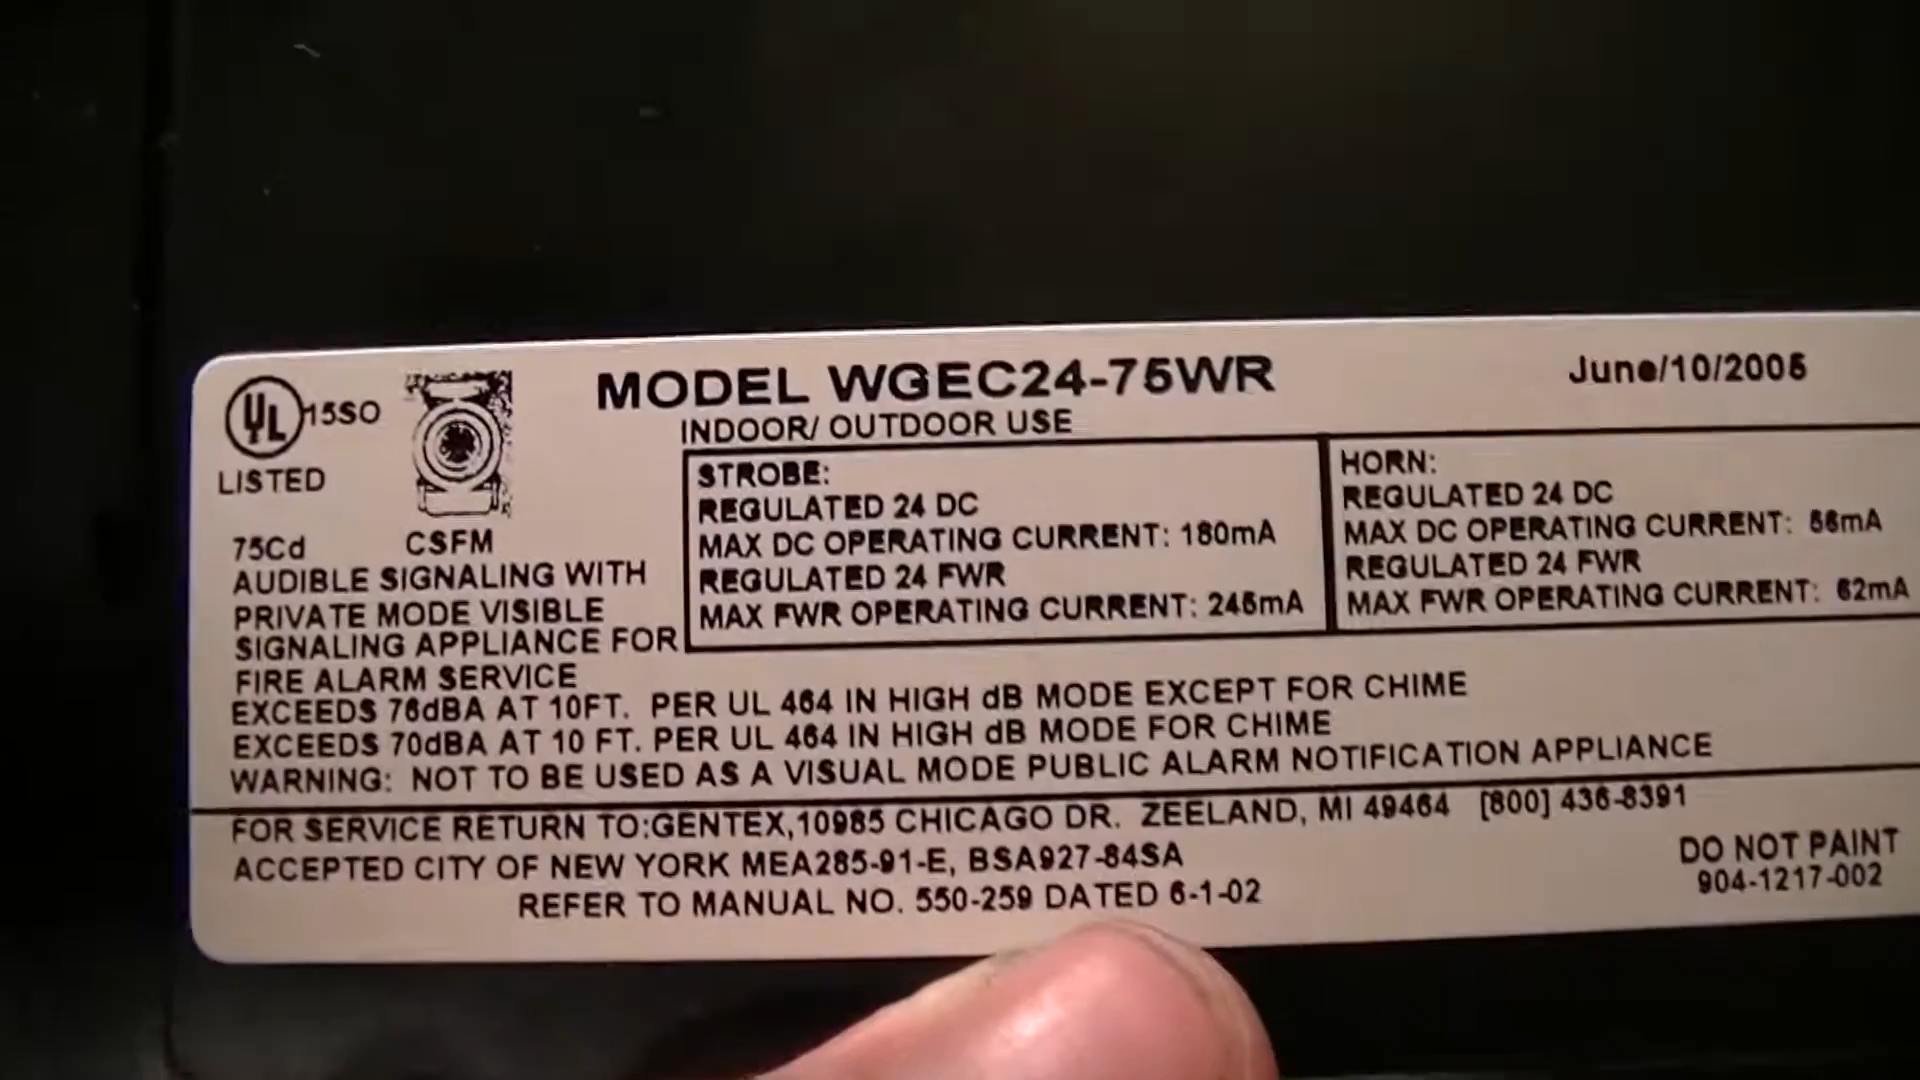 UL 15SO
LISTED
CSFM
MODEL WGEC24-75WR
June/10/2005
INDOOR/ OUTDOOR USE
STROBE:
REGULATED 24 DC
MAX DC OPERATING CURRENT: 180mA
REGULATED 24 FWR
MAX FWR OPERATING CURRENT: 245mA
HORN:
REGULATED 24 DC
MAX DC OPERATING CURRENT:
REGULATED 24 FWR
MAX FWR OPERATING CURRENT: 62mA
75Cd
AUDIBLE SIGNALING WITH
PRIVATE MODE VISIBLE
SIGNALING APPLIANCE FOR
FIRE ALARM SERVICE
EXCEEDS 76dBA AT 10FT. PER UL 464 IN HIGH dB MODE EXCEPT FOR CHIME
EXCEEDS 70dBA AT 10 FT. PER UL 464 IN HIGH dB MODE FOR CHIME
WARNING: NOT TO BE USED AS A VISUAL MODE PUBLIC ALARM NOTIFICATION APPLIANCE
FOR SERVICE RETURN TO:GENTEX,10985 CHICAGO DR. ZEELAND, MI 49464 [800] 436-8391
ACCEPTED CITY OF NEW YORK MEA285-91-E, BSA927-84SA
REFER TO MANUAL NO. 550-259 DATED 6-1-02
DO NOT PAINT
904-1217-002